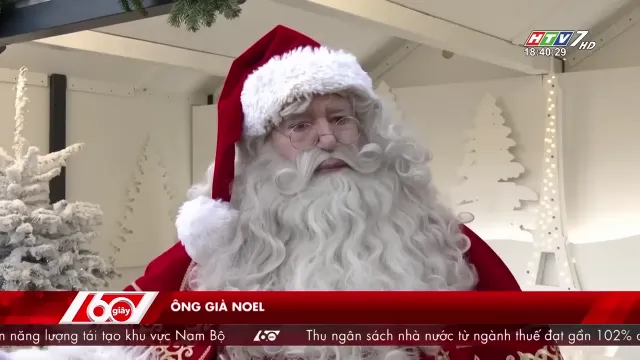 HTV7 HD
18:40:29
60 giây
ÔNG GIÀ NOEL
năng lượng tái tạo khu vực Nam Bộ 60 Thu ngân sách nhà nước từ ngành thuế đạt gần 102%